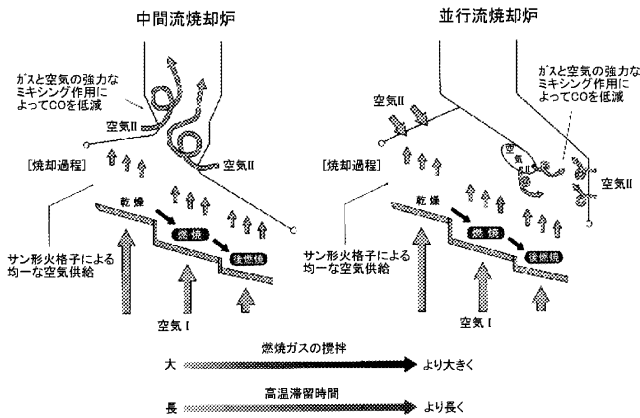 中間流焼却炉
並行流焼却炉
ガスと空気の強力な
ミキシング作用に
よってCOを低減
空気II
空気II
[焼却過程]
乾燥
燃焼
後燃焼
サン形火格子による
均一な空気供給
空気 I
ガスと空気の強力な
ミキシング作用に
よってCOを低減
空気II
空気II
空気II
[焼却過程]
乾燥
燃焼
後燃焼
サン形火格子による
均一な空気供給
空気 I
燃焼ガスの攪拌
大
より大きく
高温滞留時間
長
より長く